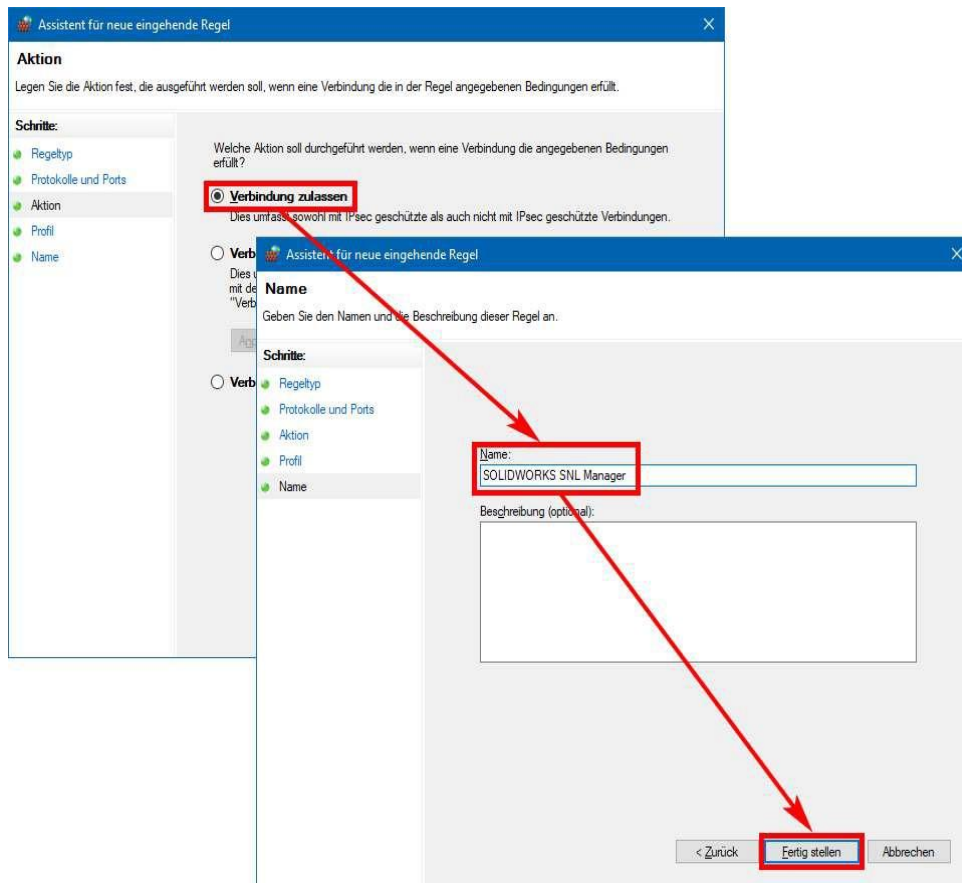 Assistent für neue eingehende Regel
Aktion
Legen Sie die Aktion fest, die ausgeführt werden soll, wenn eine Verbindung die in der Regel angegebenen Bedingungen erfüllt.
Schritte:
Regeltyp
Protokolle und Ports
Aktion
Profil
Name
Welche Aktion soll durchgeführt werden, wenn eine Verbindung die angegebenen Bedingungen
erfüllt?
Verbindung zulassen
Dies umfasst sowohl mit IPsec geschützte als auch nicht mit IPsec geschützte Verbindungen.
Verb
Dies
mit de
"Verb
Verb
Assistent für neue eingehende Regel
Name
Geben Sie den Namen und die Beschreibung dieser Regel an.
Schritte:
Regeltyp
Protokolle und Ports
Aktion
Profil
Name
Name:
SOLIDWORKS SNL Manager
Beschreibung (optional):
< Zurück
Fertig stellen
Abbrechen